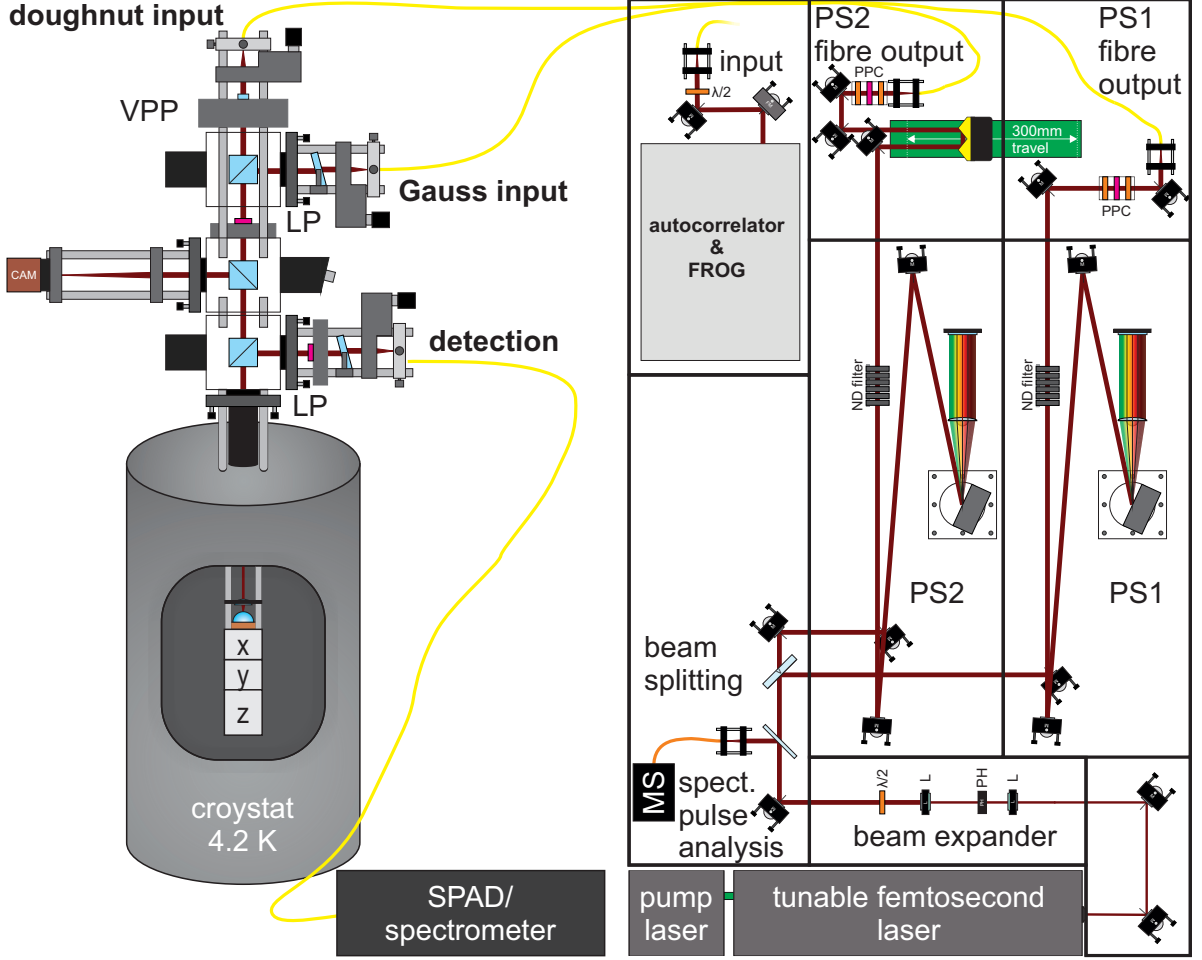 doughnut input
VPP
Gauss input
LP
CAM
detection
LP
x
y
z
croystat
4.2 K
SPAD/
spectrometer
input
λ/2
autocorrelator
&
FROG
PS2
fibre output
PPC
300mm
travel
PS1
fibre
output
PPC
ND filter
ND filter
PS2
PS1
beam
splitting
MS
spect.
pulse
analysis
λ/2
L
PH
L
beam expander
pump
laser
tunable femtosecond
laser